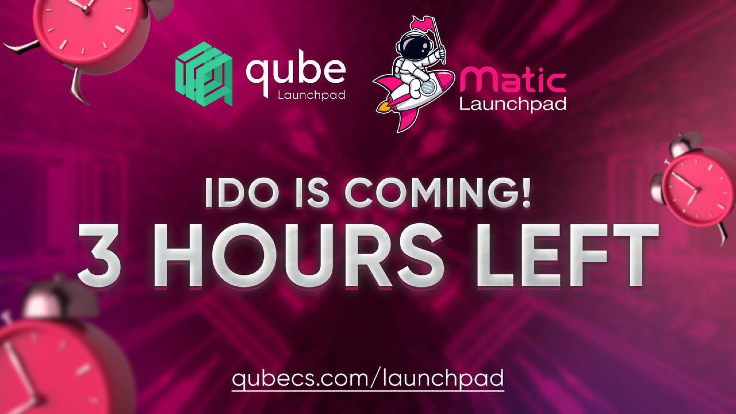 qube
Launchpad
Matic
Launchpad
IDO IS COMING!
3 HOURS LEFT
qubecs.com/launchpad